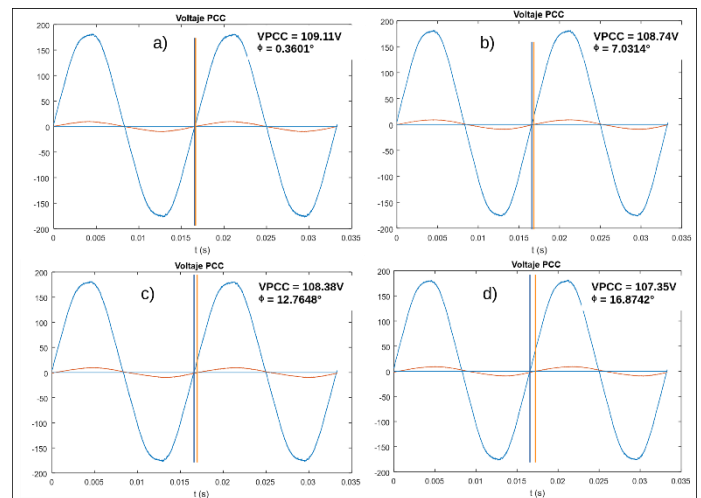 Voltaje PCC
a)
VPCC = 109.11V
ϕ = 0.3601°
200
150
100
50
0
-50
-100
-150
-200
0 0.005 0.01 0.015 0.02 0.025 0.03 0.035
t (s)
Voltaje PCC
b)
VPCC = 108.74V
ϕ = 7.0314°
200
150
100
50
0
-50
-100
-150
-200
0 0.005 0.01 0.015 0.02 0.025 0.03 0.035
t (s)
Voltaje PCC
c)
VPCC = 108.38V
ϕ = 12.7648°
200
150
100
50
0
-50
-100
-150
-200
0 0.005 0.01 0.015 0.02 0.025 0.03 0.035
t (s)
Voltaje PCC
d)
VPCC = 107.35V
ϕ = 16.8742°
200
150
100
50
0
-50
-100
-150
-200
0 0.005 0.01 0.015 0.02 0.025 0.03 0.035
t (s)